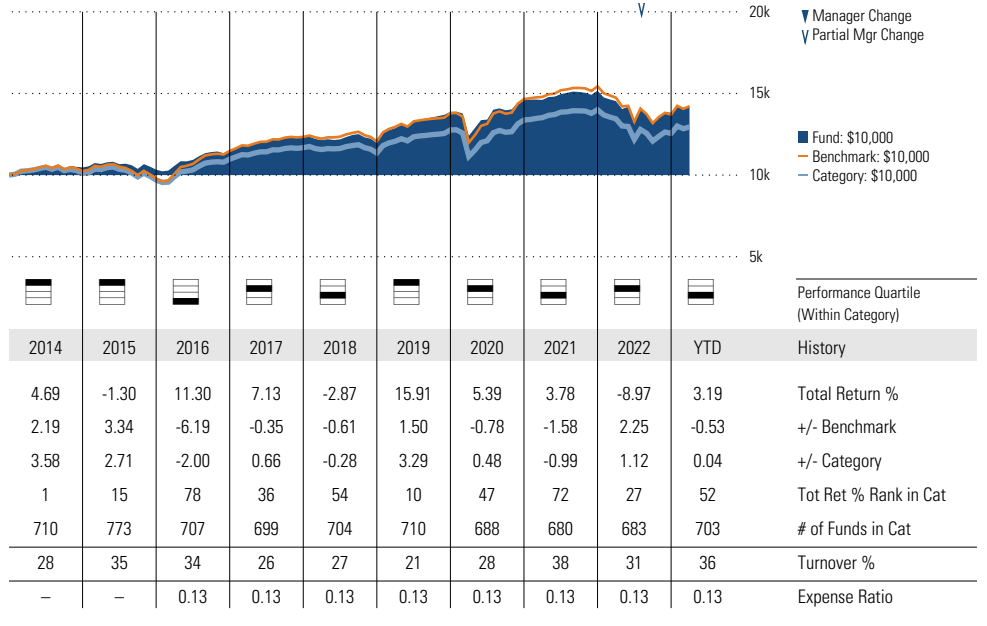 20k
▼ Manager Change
∨ Partial Mgr Change
15k
Fund: $10,000
Benchmark: $10,000
Category: $10,000
10k
5k
Performance Quartile
(Within Category)
2014 2015 2016 2017 2018 2019 2020 2021 2022 YTD History
4.69 -1.30 11.30 7.13 -2.87 15.91 5.39 3.78 -8.97 3.19 Total Return %
2.19 3.34 -6.19 -0.35 -0.61 1.50 -0.78 -1.58 2.25 -0.53 +/- Benchmark
3.58 2.71 -2.00 0.66 -0.28 3.29 0.48 -0.99 1.12 0.04 +/- Category
1 15 78 36 54 10 47 72 27 52 Tot Ret % Rank in Cat
710 773 707 699 704 710 688 680 683 703 # of Funds in Cat
28 35 34 26 27 21 28 38 31 36 Turnover %
– – 0.13 0.13 0.13 0.13 0.13 0.13 0.13 0.13 Expense Ratio